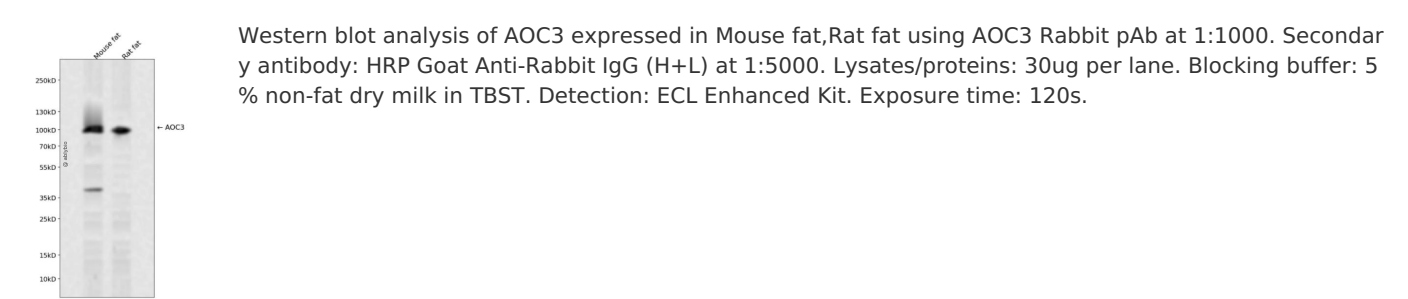 Mouse fat Rat fat
Western blot analysis of AOC3 expressed in Mouse fat,Rat fat using AOC3 Rabbit pAb at 1:1000. Secondar
y antibody: HRP Goat Anti-Rabbit IgG (H+L) at 1:5000. Lysates/proteins: 30ug per lane. Blocking buffer: 5
% non-fat dry milk in TBST. Detection: ECL Enhanced Kit. Exposure time: 120s.
250kD
130kD
100kD
← AOC3
70kD
55kD
35kD
25kD
15kD
10kD